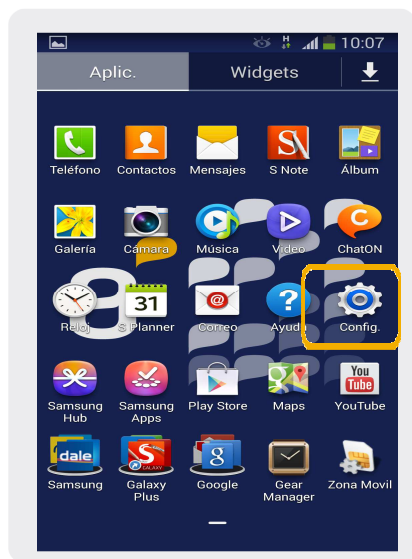 H 10:07
Aplic. Widgets
Teléfono Contactos Mensajes S Note Álbum
Galería Cámara Música Video ChatON
31
@
?
Reloj S Planner Correo Ayuda Config.
You
Tube
Samsung Hub Samsung Apps Play Store Maps YouTube
dale S GALAXY g
Samsung Galaxy Plus Google Gear Manager Zona Movil